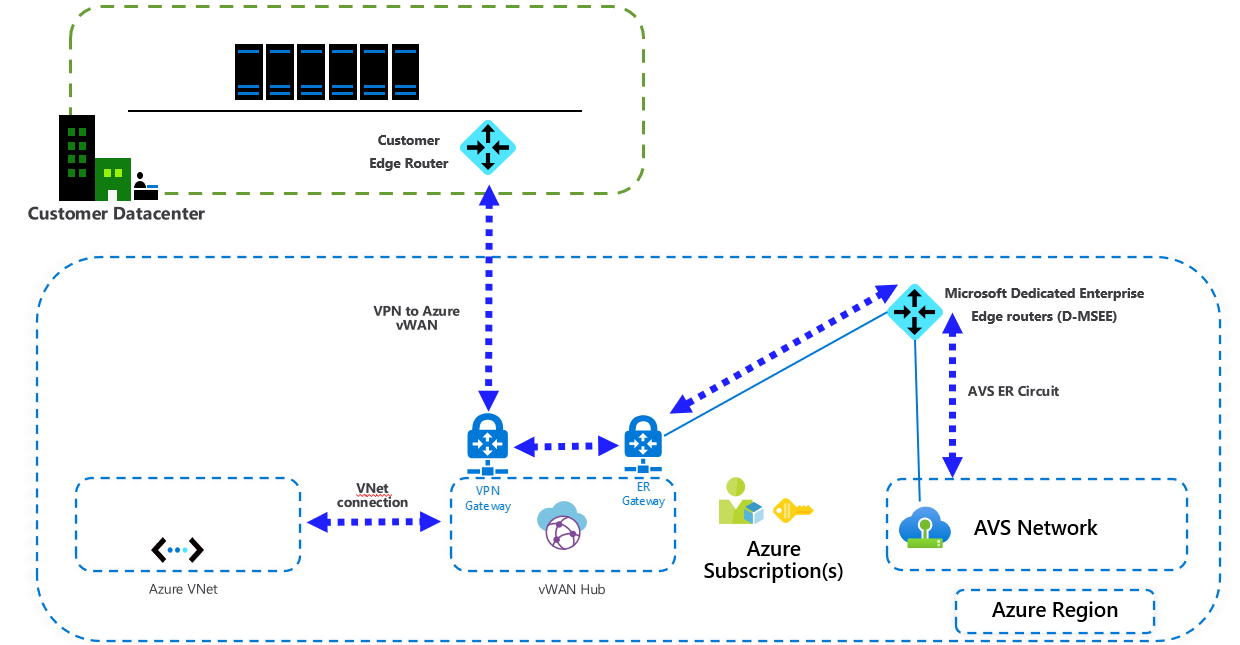 Customer
Edge Router
Customer Datacenter
Microsoft Dedicated Enterprise
Edge routers (D-MSEE)
VPN to Azure
vWAN
AVS ER Circuit
VNet
connection
VPN
Gateway
ER
Gateway
AVS Network
Azure
Subscription(s)
Azure VNet
vWAN Hub
Azure Region